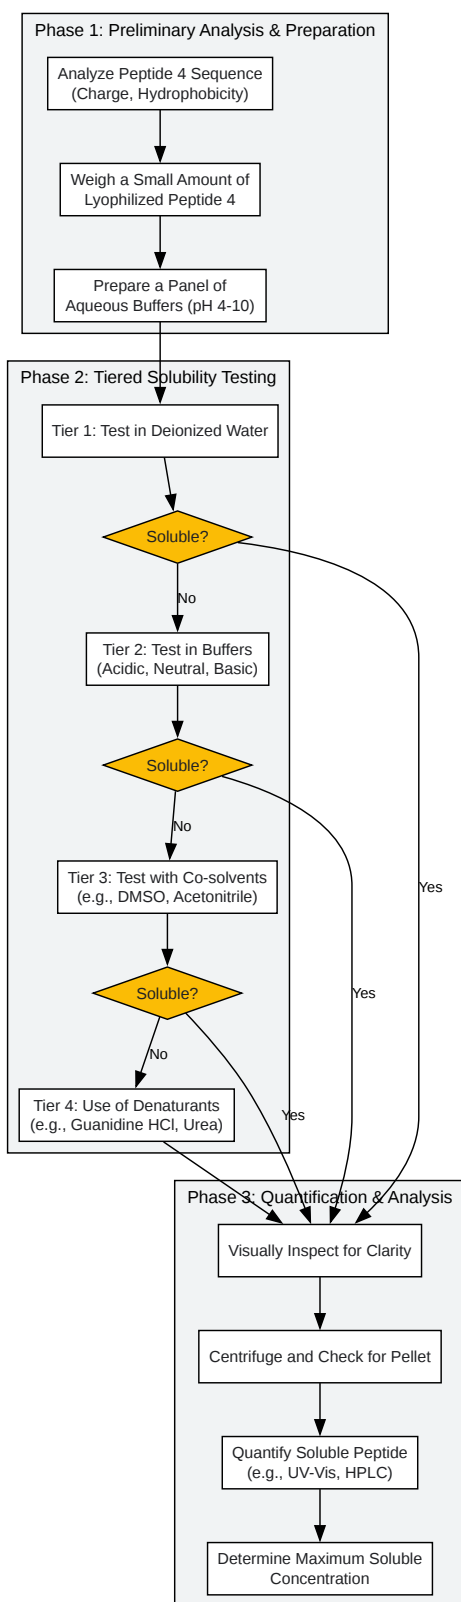 Phase 1: Preliminary Analysis & Preparation
Analyze Peptide 4 Sequence
(Charge, Hydrophobicity)
Weigh a Small Amount of
Lyophilized Peptide 4
Prepare a Panel of
Aqueous Buffers (pH 4-10)
Phase 2: Tiered Solubility Testing
Tier 1: Test in Deionized Water
Soluble?
No
Tier 2: Test in Buffers
(Acidic, Neutral, Basic)
Soluble?
No
Tier 3: Test with Co-solvents
(e.g., DMSO, Acetonitrile)
Yes
Soluble?
Yes
No
Tier 4: Use of Denaturants
(e.g., Guanidine HCl, Urea)
Yes
Phase 3: Quantification & Analysis
Visually Inspect for Clarity
Centrifuge and Check for Pellet
Quantify Soluble Peptide
(e.g., UV-Vis, HPLC)
Determine Maximum Soluble
Concentration